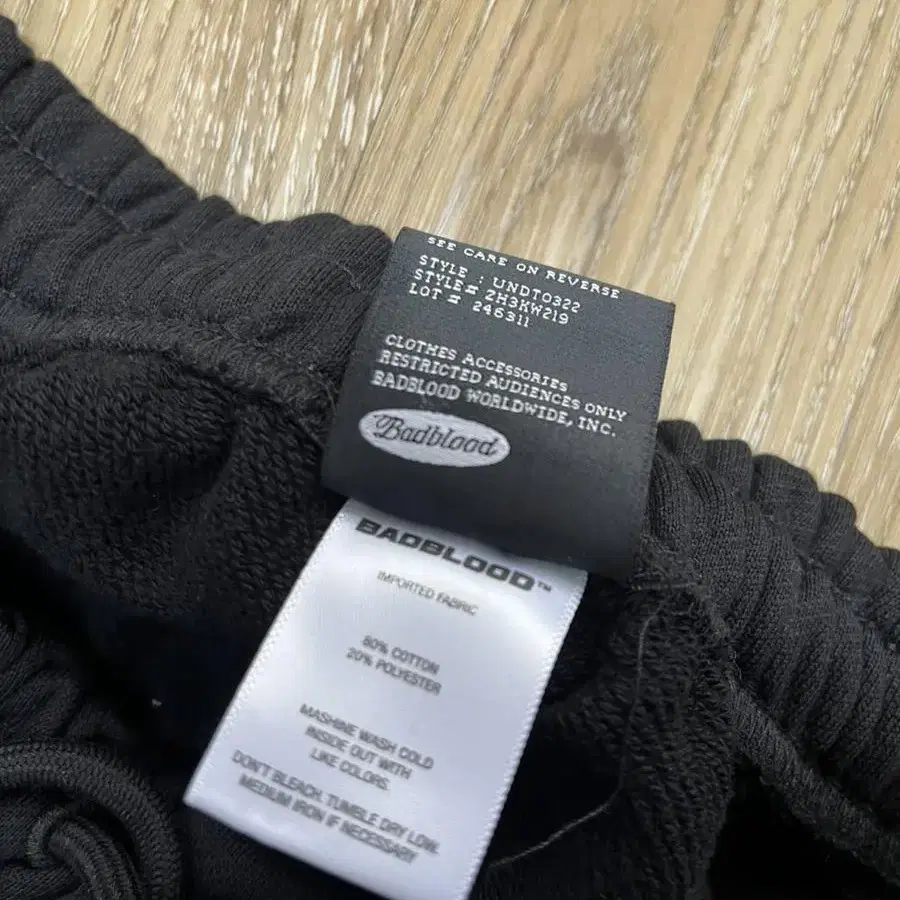 SEE CARE ON REVERSE
STYLE : UNDT0322
STYLE# 2H3KW219
LOT # 246311
CLOTHES ACCESSORIES
RESTRICTED AUDIENCES ONLY
BADBLOOD WORLDWIDE, INC.
Badblood
BADBLOOD™
IMPORTED FABRIC
80% COTTON
20% POLYESTER
MASHINE WASH COLD
INSIDE OUT WITH
LIKE COLORS.
DON'T BLEACH. TUMBLE DRY LOW.
MEDIUM IRON IF NECESSARY